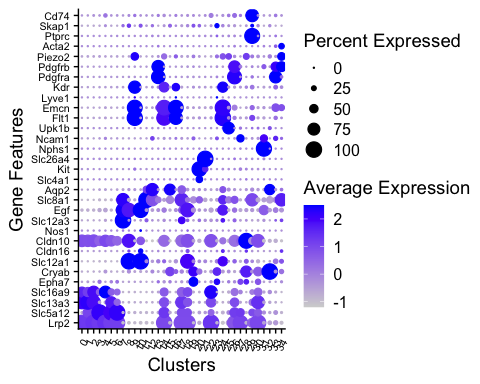 Cd74
Skap1
Ptprc
Acta2
Piezo2
Pdgfrb
Pdgfra
Kdr
Lyve1
Emcn
Flt1
Upk1b
Ncam1
Nphs1
Slc26a4
Kit
Slc4a1
Aqp2
Slc8a1
Egf
Slc12a3
Nos1
Cldn10
Cldn16
Slc12a1
Cryab
Epha7
Slc16a9
Slc13a3
Slc5a12
Lrp2
Gene Features
Clusters
Percent Expressed
0
25
50
75
100
Average Expression
2
1
0
-1